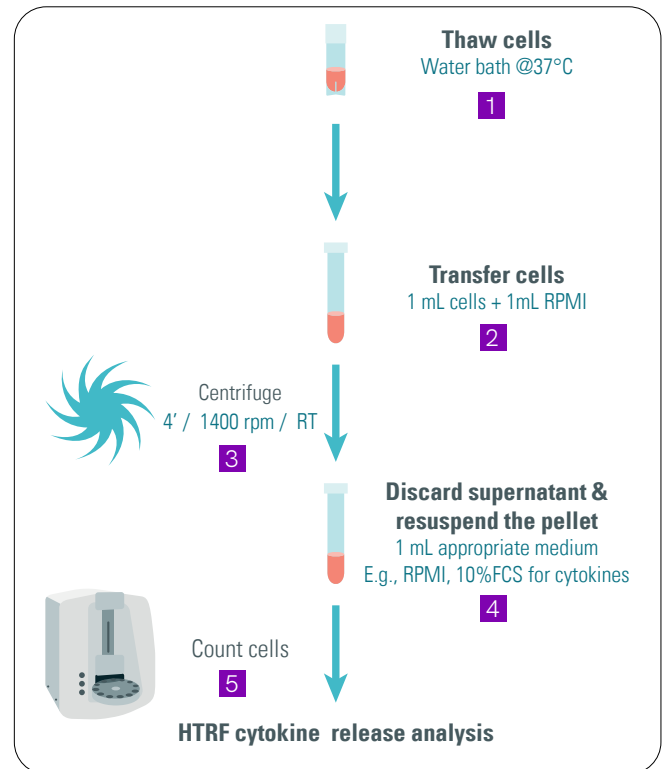 Thaw cells
Water bath @37°C
1
Transfer cells
1 mL cells + 1mL RPMI
2
Centrifuge
4’ / 1400 rpm / RT
3
Discard supernatant &
resuspend the pellet
1 mL appropriate medium
E.g., RPMI, 10%FCS for cytokines
4
Count cells
5
HTRF cytokine release analysis